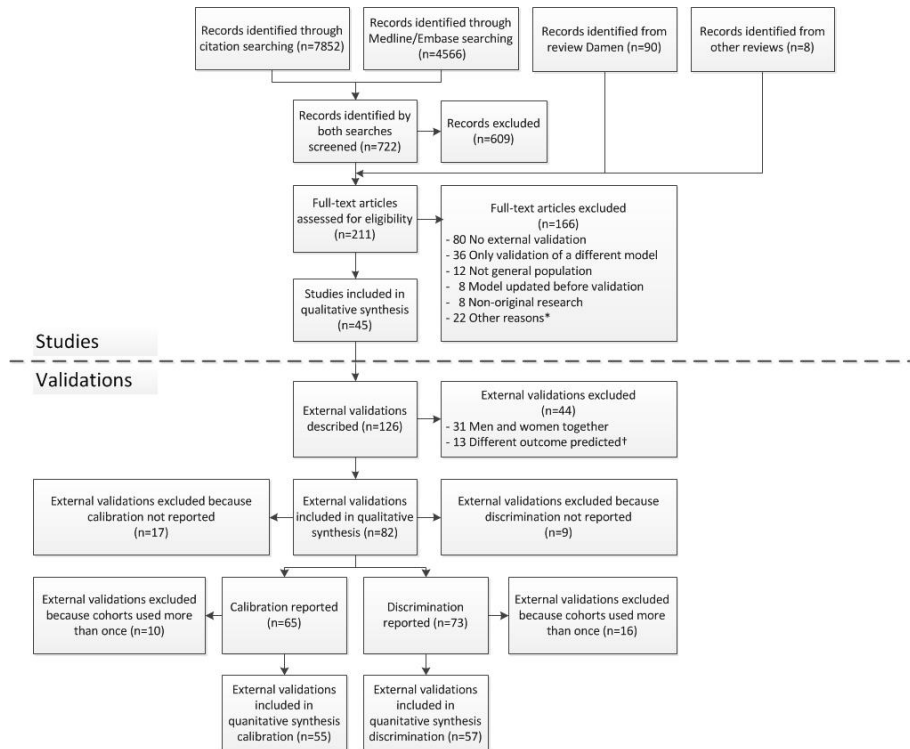 Records identified through
citation searching (n=7852)
Records identified through
Medline/Embase searching
(n=4566)
Records identified from
review Damen (n=90)
Records identified from
other reviews (n=8)
Records identified by
both searches
screened (n=722)
Records excluded
(n=609)
Full-text articles
assessed for eligibility
(n=211)
Full-text articles excluded
(n=166)
- 80 No external validation
- 36 Only validation of a different model
- 12 Not general population
- 8 Model updated before validation
- 8 Non-original research
- 22 Other reasons*
Studies included in
qualitative synthesis
(n=45)
Studies
Validations
External validations
described (n=126)
External validations excluded
(n=44)
- 31 Men and women together
- 13 Different outcome predicted†
External validations excluded because
calibration not reported
(n=17)
External validations
included in qualitative
synthesis (n=82)
External validations excluded because
discrimination not reported
(n=9)
External validations excluded
because cohorts used more
than once (n=10)
Calibration reported
(n=65)
Discrimination
reported (n=73)
External validations excluded
because cohorts used more
than once (n=16)
External validations
included in
quanitative synthesis
calibration (n=55)
External validations
included in
quanitative synthesis
discrimination (n=57)